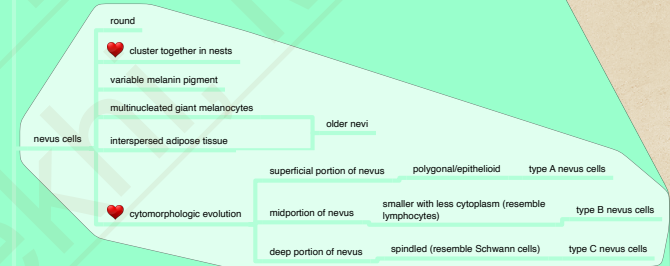 round
cluster together in nests
variable melanin pigment
multinucleated giant melanocytes
older nevi
nevus cells
interspersed adipose tissue
superficial portion of nevus
polygonal/epithelioid
type A nevus cells
cytomorphologic evolution
midportion of nevus
smaller with less cytoplasm (resemble
lymphocytes)
type B nevus cells
deep portion of nevus
spindled (resemble Schwann cells)
type C nevus cells